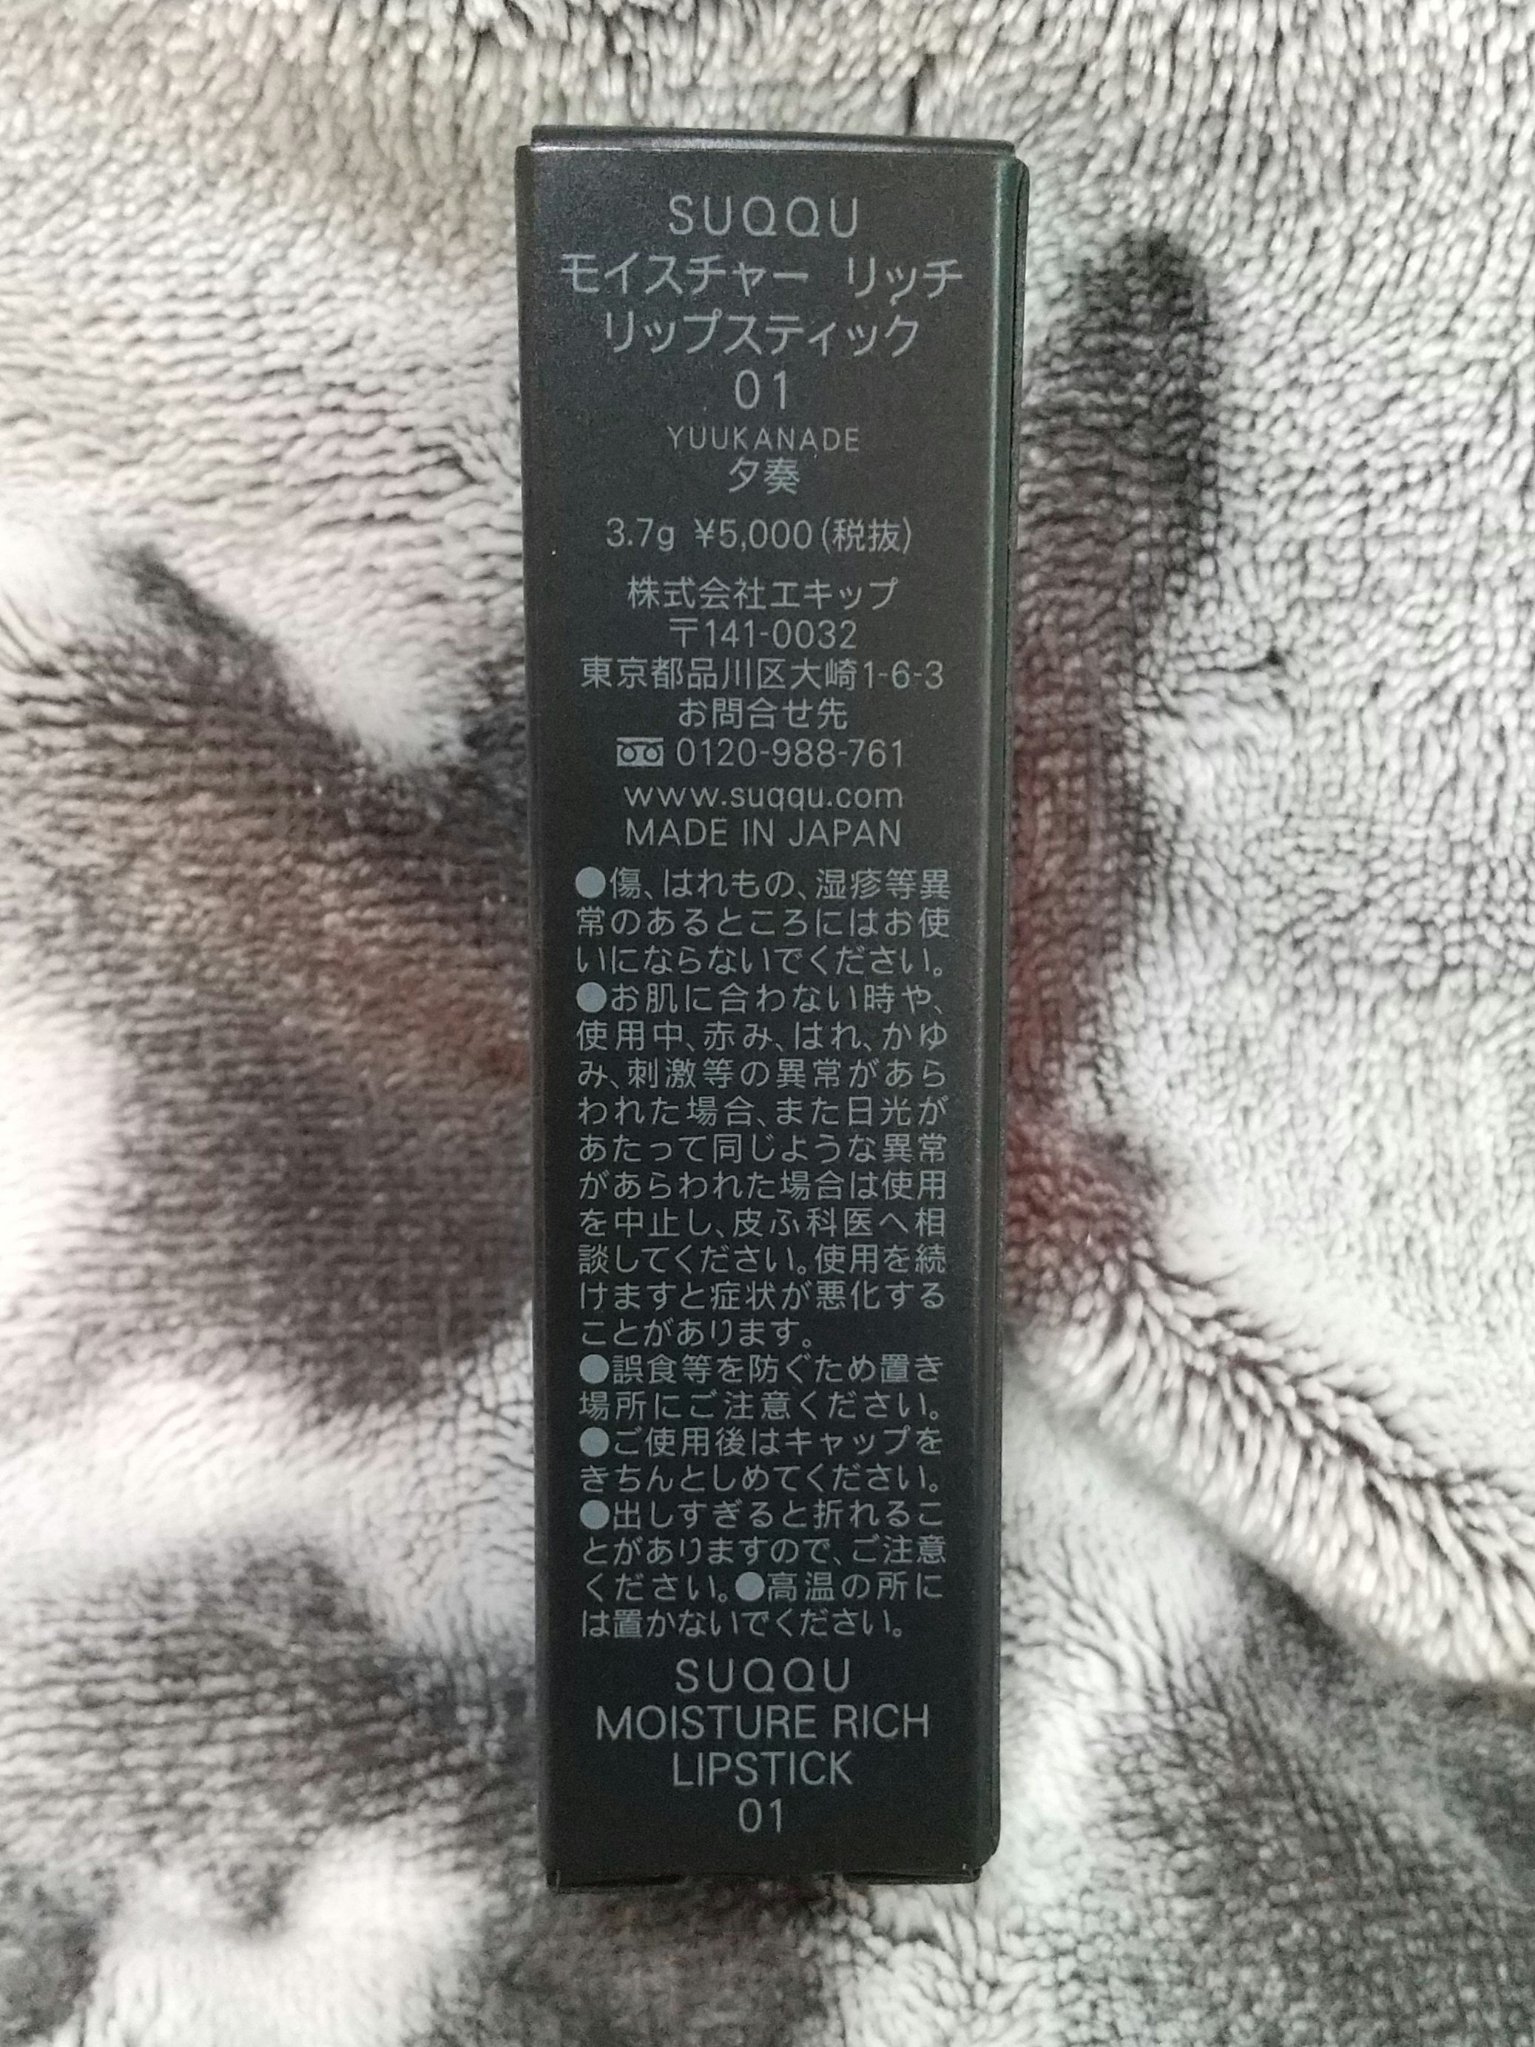 SUQQU
モイスチャー リッチ
リップスティック
01
YUUKANADE
夕奏
3.7g ¥5,000(税抜)
株式会社エキップ
〒141-0032
東京都品川区大崎1-6-3
お問合せ先
0120-988-761
www.suqqu.com
MADE IN JAPAN
●傷、はれもの、湿疹等異
常のあるところにはお使
いにならないでください。
●お肌に合わない時や、
使用中、赤み、はれ、かゆ
み、刺激等の異常があら
われた場合、また日光が
あたって同じような異常
があらわれた場合は使用
を中止し、皮ふ科医へ相
談してください。使用を続
けますと症状が悪化する
ことがあります。
●誤食等を防ぐため置き
場所にご注意ください。
●ご使用後はキャップを
きちんとしめてください。
●出しすぎると折れるこ
とがありますので、ご注意
ください。●高温の所に
は置かないでください。
SUQQU
MOISTURE RICH
LIPSTICK
01